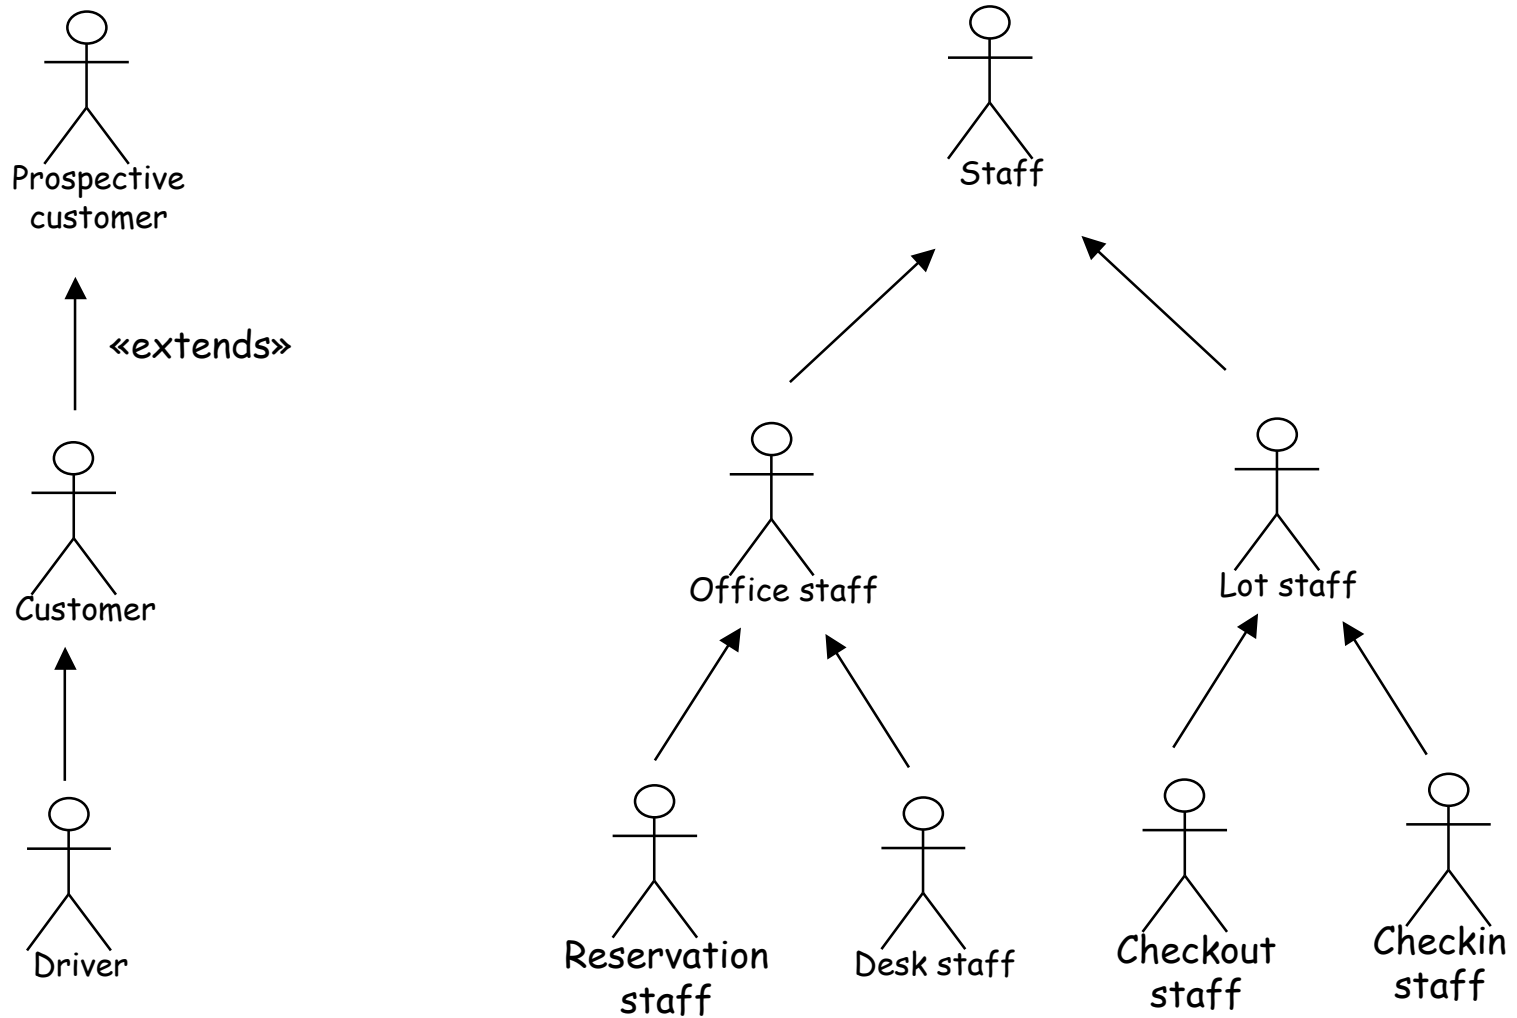 Prospective
customer
Staff
«extends»
Customer
Office staff
Lot staff
Driver
Reservation
staff
Desk staff
Checkout
staff
Checkin
staff